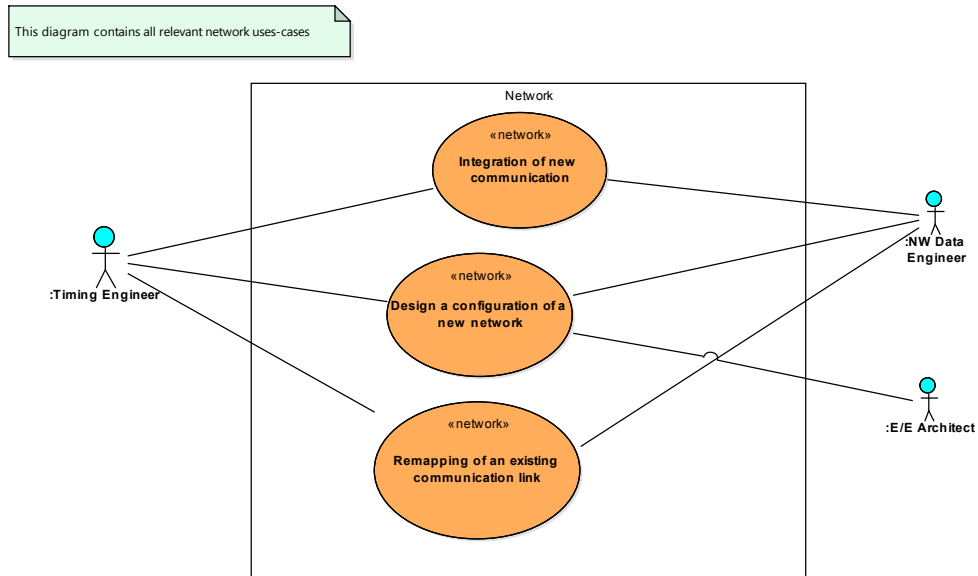 This diagram contains all relevant network uses-cases
Network
«network»
Integration of new
communication
:NW Data
Engineer
:Timing Engineer
«network»
Design a configuration of a
new network
:E/E Architect
«network»
Remapping of an existing
communication link